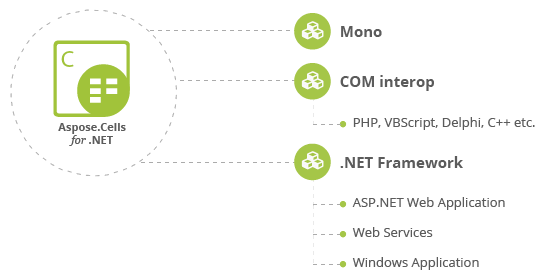 C
Aspose.Cells
for .NET
Mono
COM interop
PHP, VBScript, Delphi, C++ etc.
.NET Framework
ASP.NET Web Application
Web Services
Windows Application